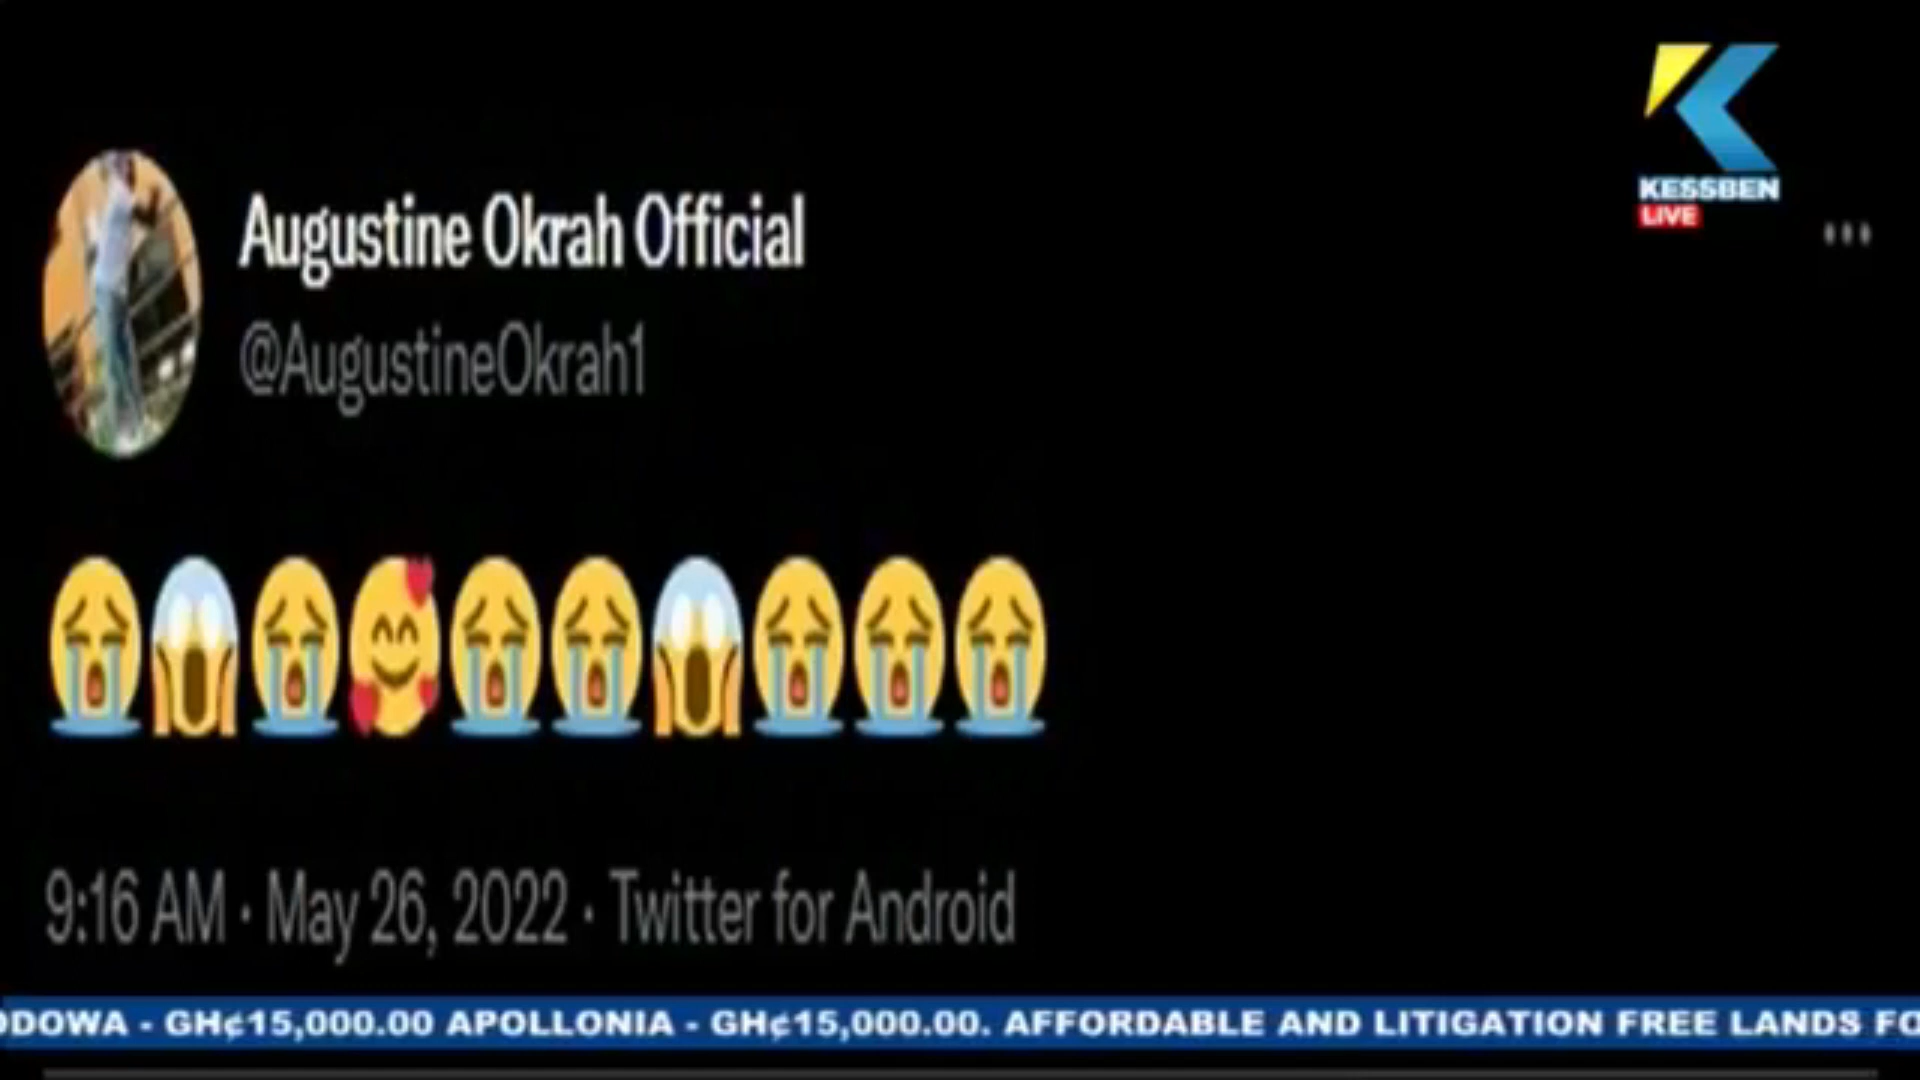 KESSBEN
LIVE
Augustine Okrah Official
@AugustineOkrah1
😭😱😭🥰😭😭😱😭😭😭
9:16 AM · May 26, 2022 · Twitter for Android
ODOWA - GH¢15,000.00 APOLLONIA - GH¢15,000.00. AFFORDABLE AND LITIGATION FREE LANDS FO